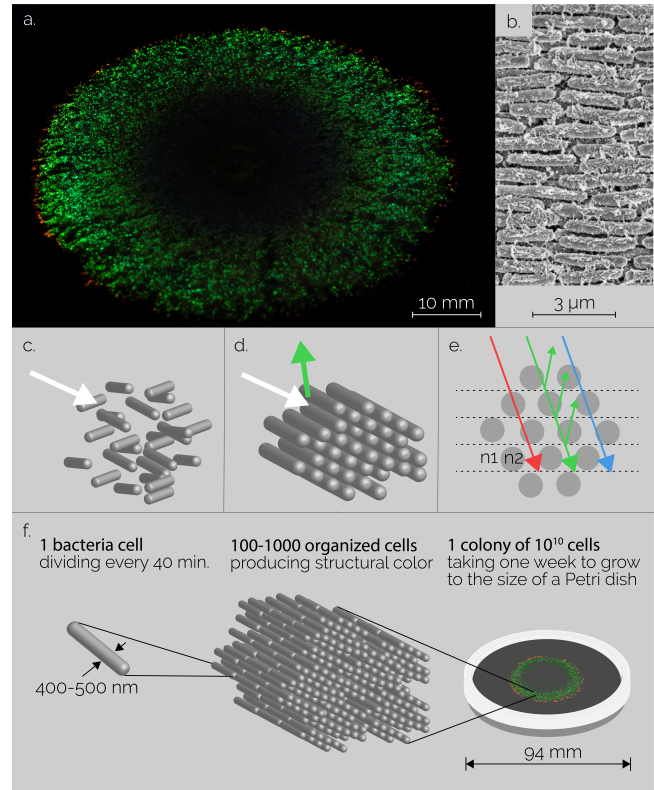 a.
b.
10 mm
3 µm
c.
d.
e.
n1 n2
f.
1 bacteria cell
dividing every 40 min.
100-1000 organized cells
producing structural color
1 colony of 10¹⁰ cells
taking one week to grow
to the size of a Petri dish
400-500 nm
94 mm